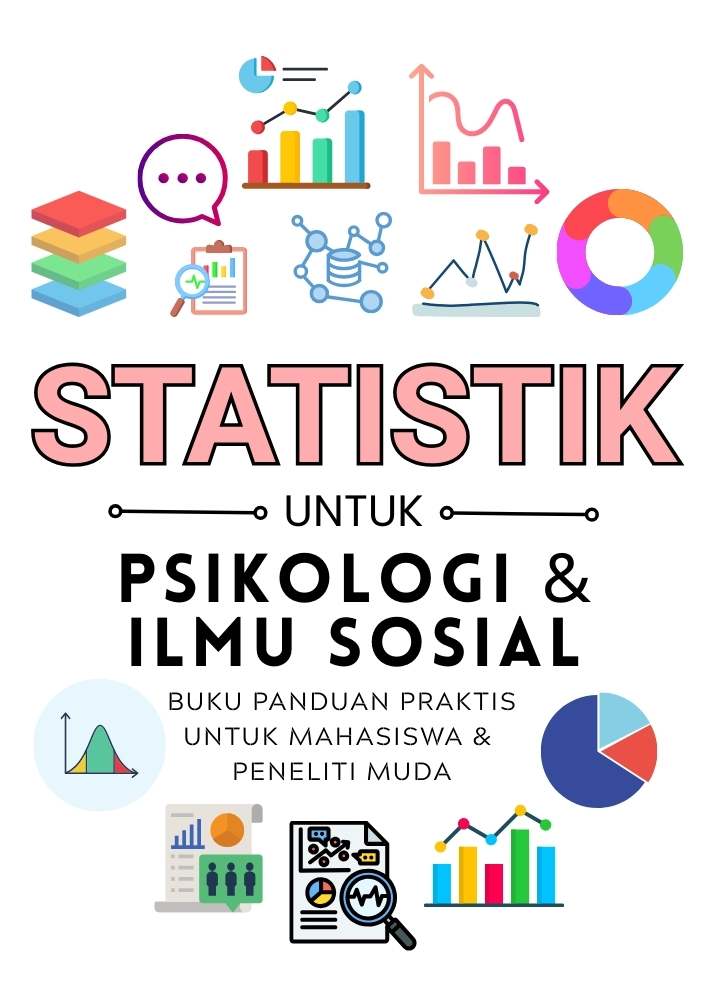 STATISTIK
UNTUK
PSIKOLOGI &
ILMU SOSIAL
BUKU PANDUAN PRAKTIS
UNTUK MAHASISWA &
PENELITI MUDA